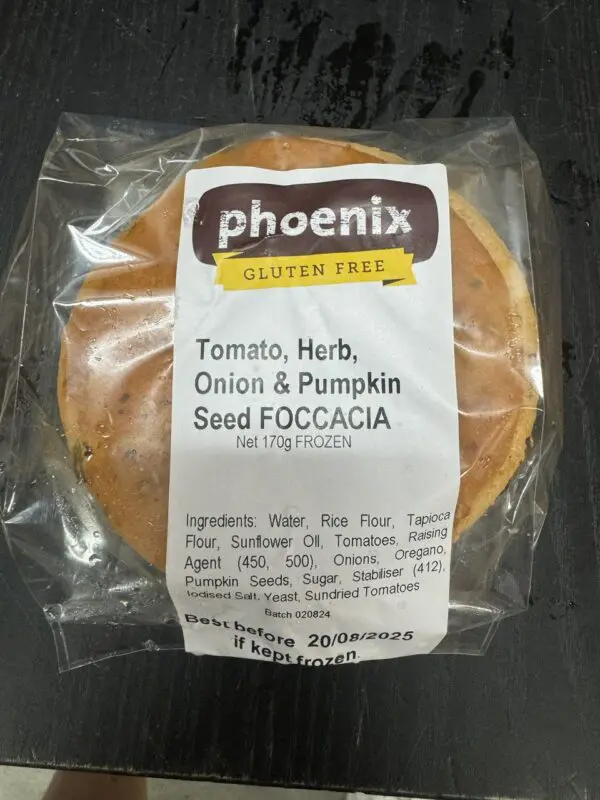 phoenix
GLUTEN FREE
Tomato, Herb,
Onion & Pumpkin
Seed FOCCACIA
Net 170g FROZEN
Ingredients: Water, Rice Flour, Tapioca
Flour, Sunflower OIl, Tomatoes, Raising
Agent (450, 500), Onions, Oregano,
Pumpkin Seeds, Sugar, Stabiliser (412),
Iodised Salt, Yeast, Sundried Tomatoes
Batch 020824
Best before 20/08/2025
if kept frozen.